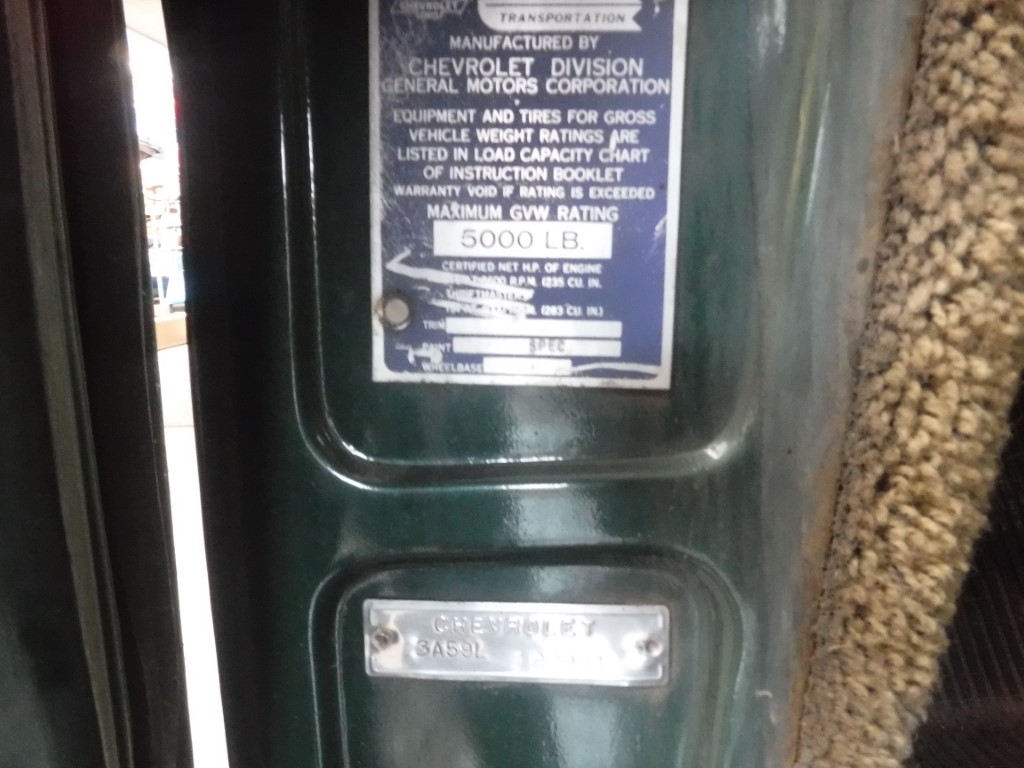 CHEVROLET
TRANSPORTATION
MANUFACTURED BY
CHEVROLET DIVISION
GENERAL MOTORS CORPORATION
EQUIPMENT AND TIRES FOR GROSS
VEHICLE WEIGHT RATINGS ARE
LISTED IN LOAD CAPACITY CHART
OF INSTRUCTION BOOKLET
WARRANTY VOID IF RATING IS EXCEEDED
MAXIMUM GVW RATING
5000 LB.
CERTIFIED NET H.P. OF ENGINE
R.P.M. (235 CU. IN.
THRIFTMASTER
(283 CU. IN.)
TRIM
PAINT SPEC
WHEELBASE
CHEVROLET
3A59L